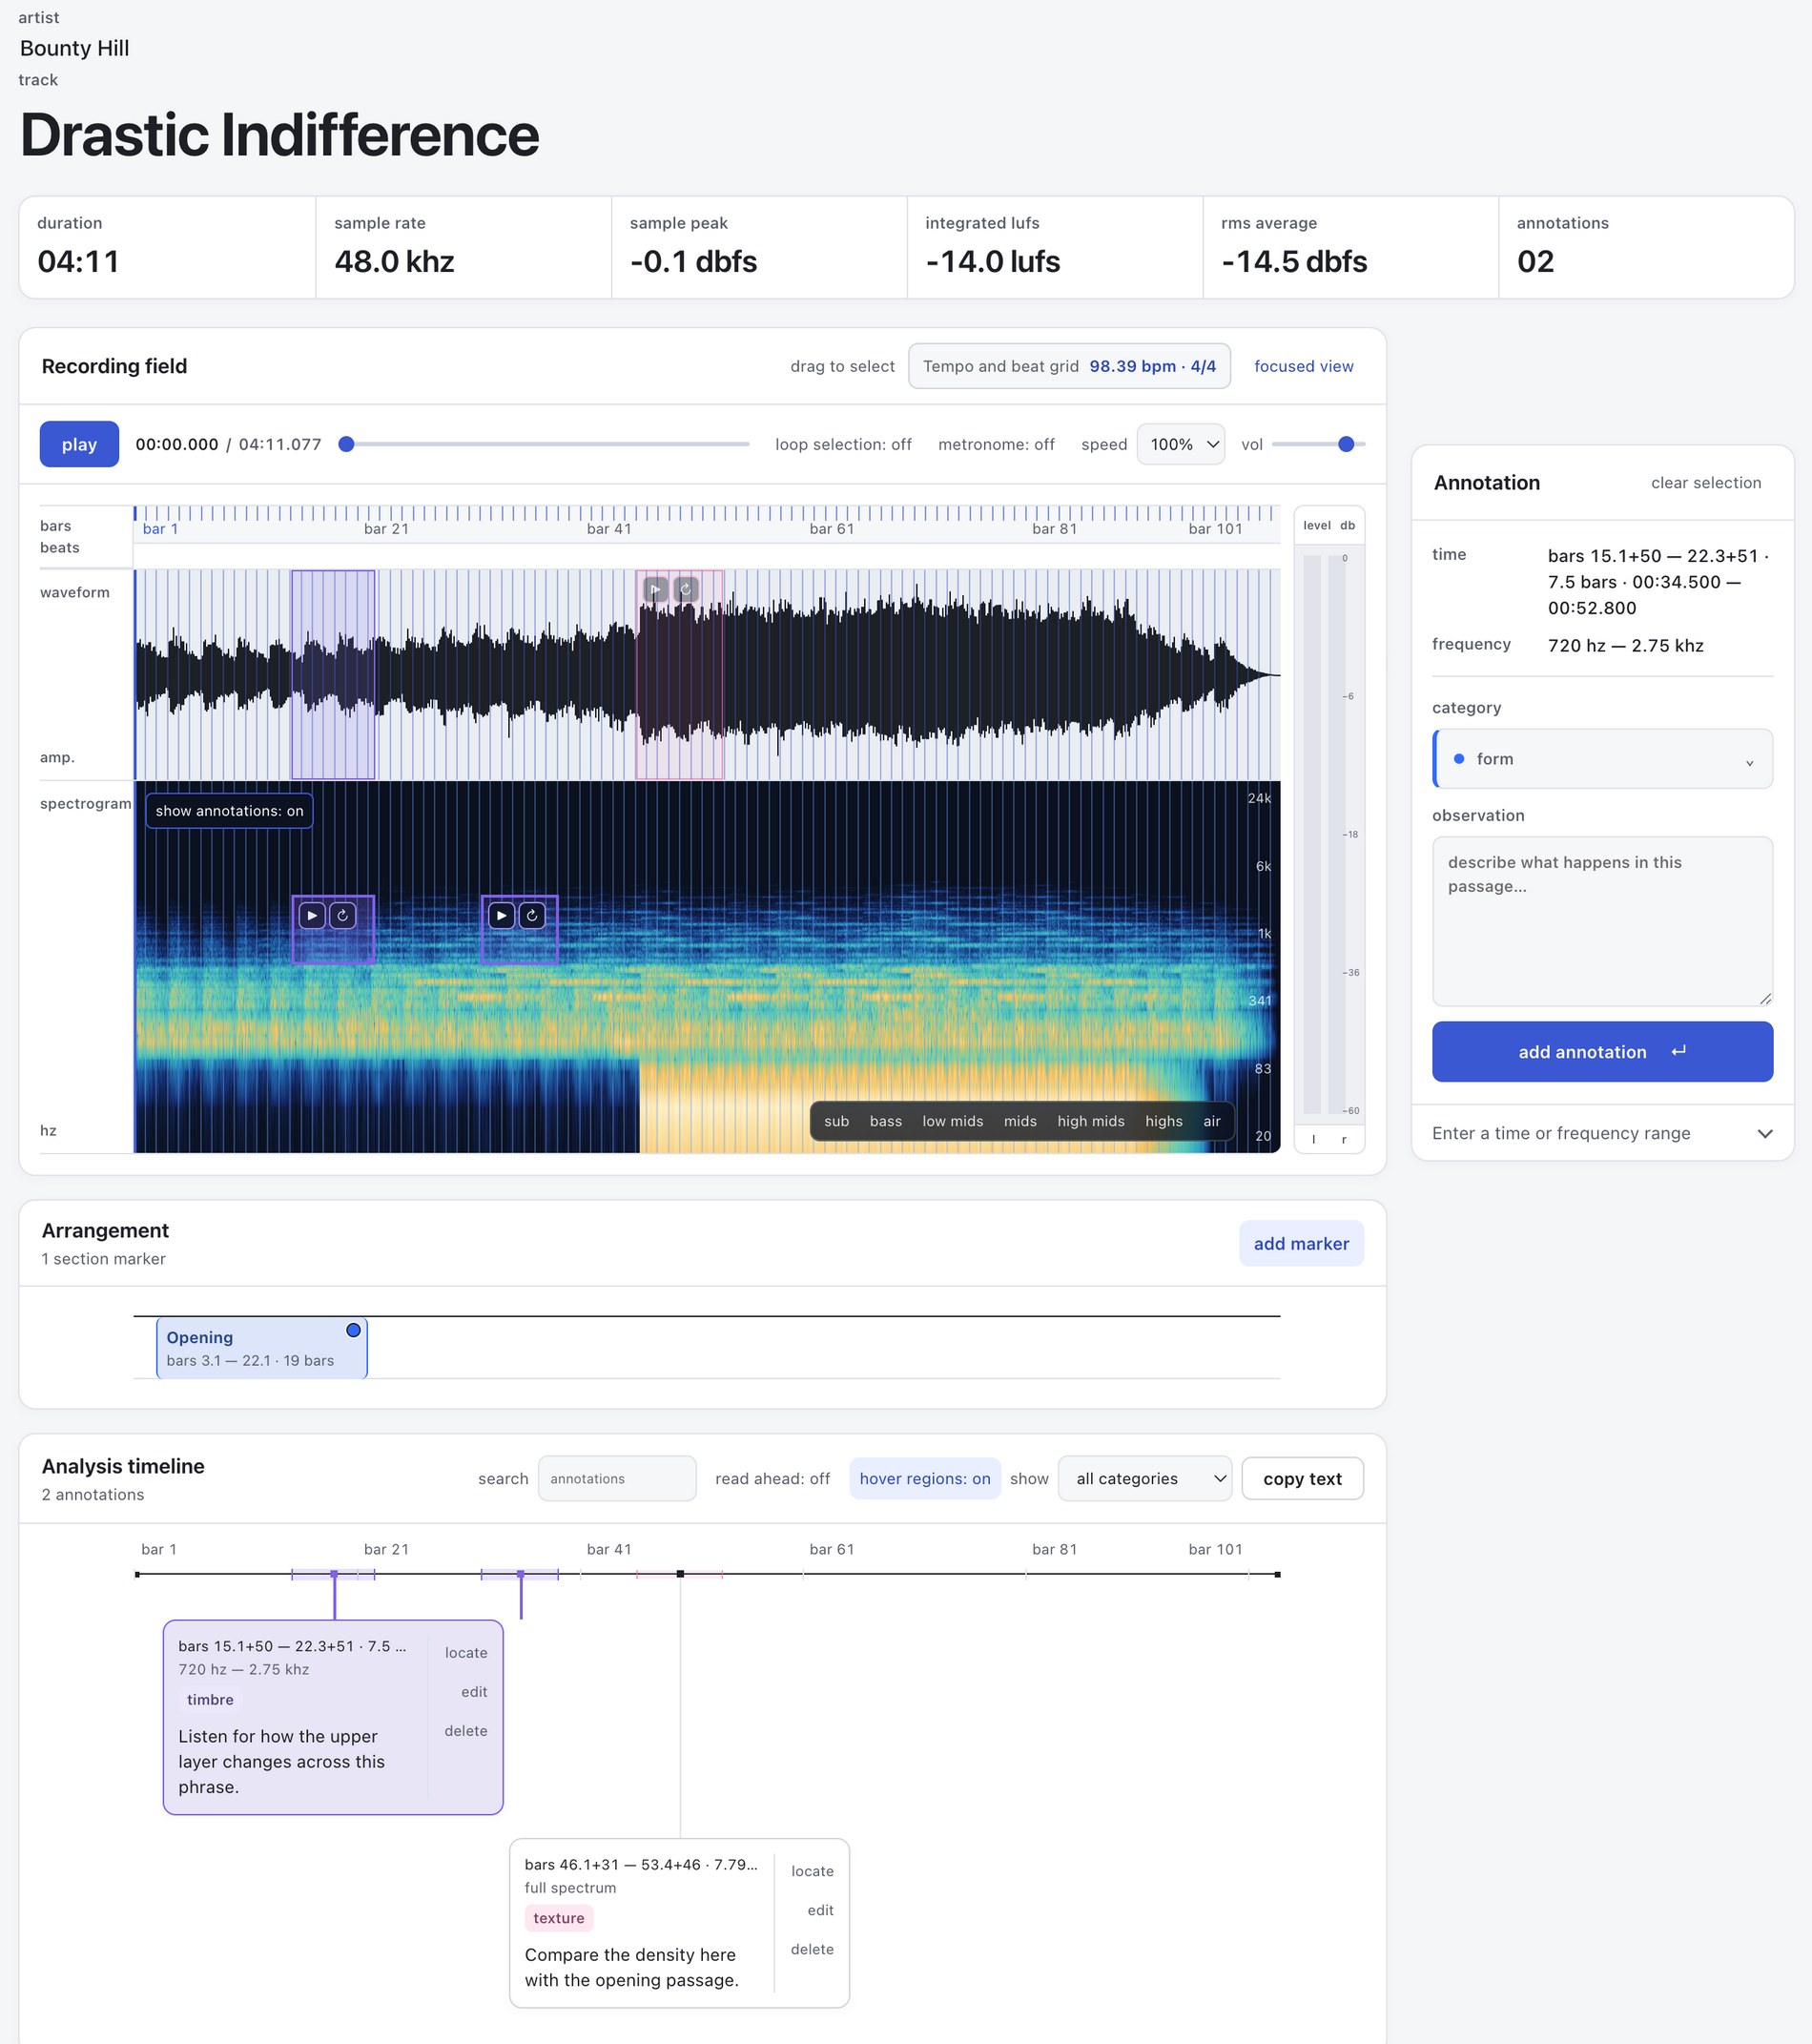 artist
Bounty Hill
track
Drastic Indifference
duration
04:11
sample rate
48.0 khz
sample peak
-0.1 dbfs
integrated lufs
-14.0 lufs
rms average
-14.5 dbfs
annotations
02
Recording field
drag to select
Tempo and beat grid 98.39 bpm · 4/4
focused view
play
00:00.000 / 04:11.077
loop selection: off
metronome: off
speed
100%
vol
bars
beats
bar 1
bar 21
bar 41
bar 61
bar 81
bar 101
waveform
amp.
spectrogram
show annotations: on
24k
6k
1k
341
83
20
hz
sub bass low mids mids high mids highs air
level db
0
-6
-18
-36
-60
l r
Annotation
clear selection
time
bars 15.1+50 — 22.3+51 ·
7.5 bars · 00:34.500 —
00:52.800
frequency
720 hz — 2.75 khz
category
form
observation
describe what happens in this
passage...
add annotation ↵
Enter a time or frequency range
Arrangement
1 section marker
add marker
Opening
bars 3.1 — 22.1 · 19 bars
Analysis timeline
2 annotations
search
annotations
read ahead: off
hover regions: on
show
all categories
copy text
bar 1
bar 21
bar 41
bar 61
bar 81
bar 101
bars 15.1+50 — 22.3+51 · 7.5 ...
720 hz — 2.75 khz
timbre
Listen for how the upper
layer changes across this
phrase.
locate
edit
delete
bars 46.1+31 — 53.4+46 · 7.79...
full spectrum
texture
Compare the density here
with the opening passage.
locate
edit
delete